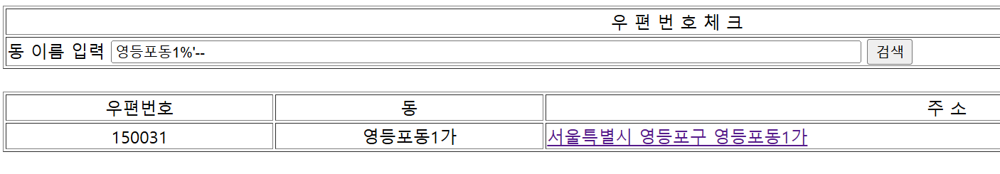 우 편 번 호 체 크
동 이름 입력 영등포동1%'-- 검색
우편번호 동 주 소
150031 영등포동1가 서울특별시 영등포구 영등포동1가